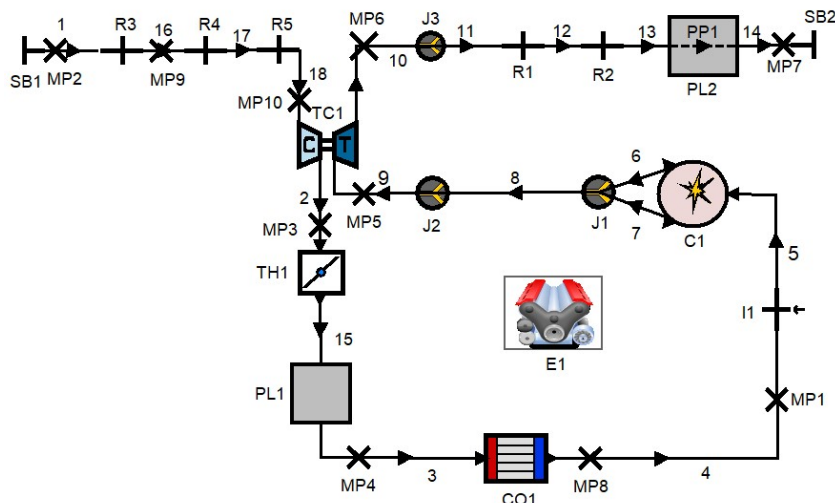 1
R3
16
R4
17
R5
SB1
MP2
MP9
18
MP10
TC1
C
T
MP6
J3
10
11
R1
12
R2
13
PP1
PL2
14
MP7
SB2
2
MP3
9
MP5
J2
8
J1
6
7
C1
5
TH1
15
I1
E1
PL1
MP1
MP4
3
CO1
MP8
4